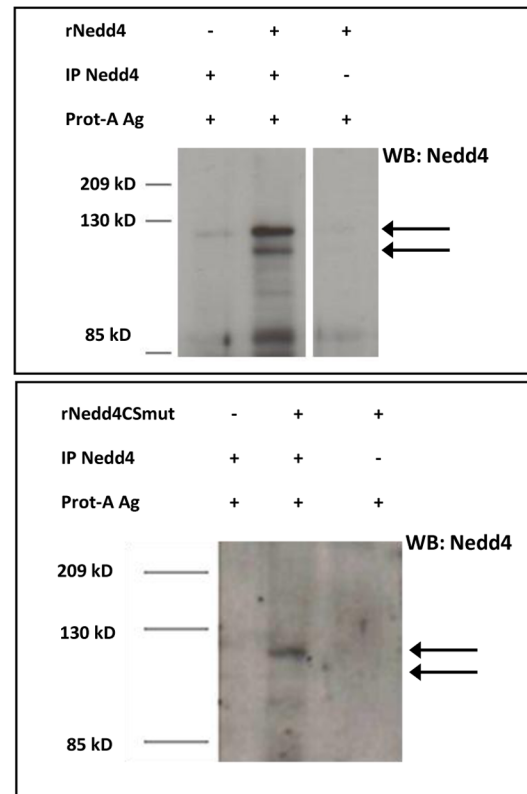 rNedd4 - + +
IP Nedd4 + + -
Prot-A Ag + + +
WB: Nedd4
209 kD
130 kD
85 kD
rNedd4CSmut - + +
IP Nedd4 + + -
Prot-A Ag + + +
WB: Nedd4
209 kD
130 kD
85 kD